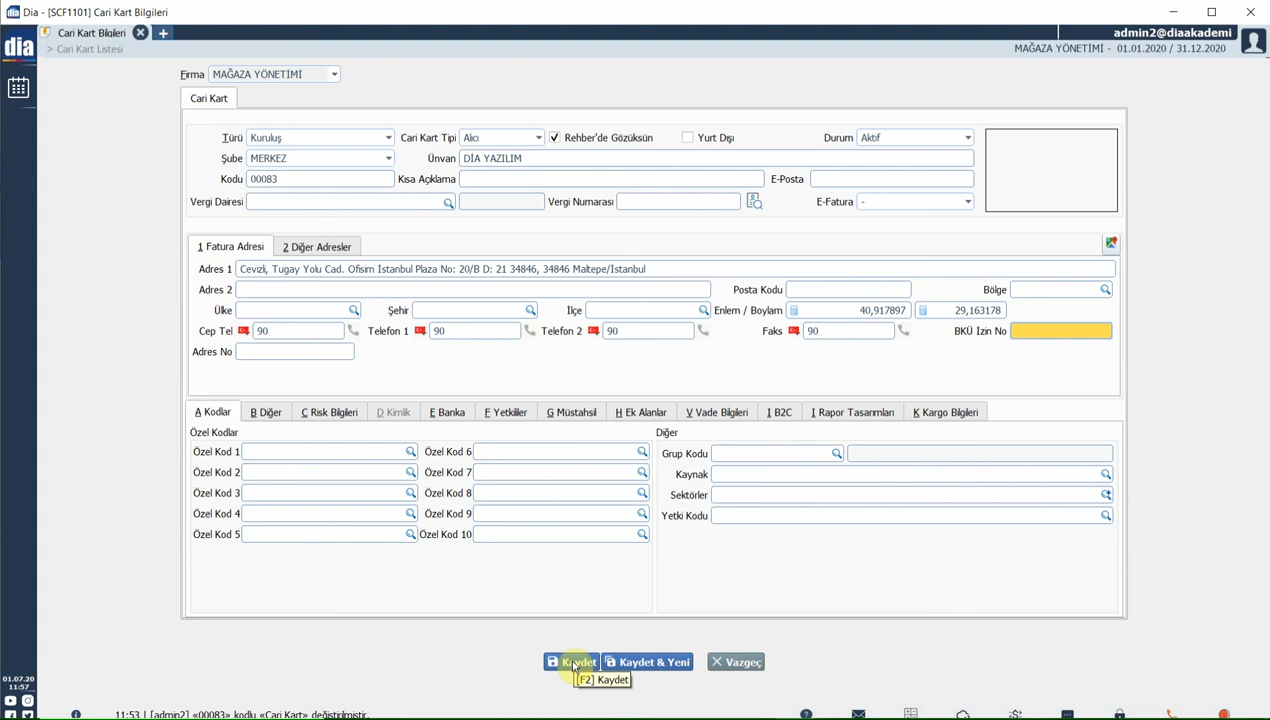 Dia - [SCF1101] Cari Kart Bilgileri
dia
Cari Kart Bilgileri
admin2@diaakademi
> Cari Kart Listesi
MAĞAZA YÖNETİMİ - 01.01.2020 / 31.12.2020
Firma MAĞAZA YÖNETİMİ
Cari Kart
Türü Kuruluş Cari Kart Tipi Alıcı Rehber'de Gözüksün Yurt Dışı Durum Aktif
Şube MERKEZ Ünvan DİA YAZILIM
Kodu 00083 Kısa Açıklama E-Posta
Vergi Dairesi Vergi Numarası E-Fatura -
1 Fatura Adresi 2 Diğer Adresler
Adres 1 Cevizli, Tugay Yolu Cad. Ofisim İstanbul Plaza No: 20/B D: 21 34846, 34846 Maltepe/İstanbul
Adres 2 Posta Kodu Bölge
Ülke Şehir İlçe Enlem / Boylam 40,917897 29,163178
Cep Tel 90 Telefon 1 90 Telefon 2 90 Faks 90 BKÜ İzin No
Adres No
A Kodlar B Diğer C Risk Bilgileri D Kimlik E Banka F Yetkililer G Müstahsil H Ek Alanlar V Vade Bilgileri I B2C I Rapor Tasarımları K Kargo Bilgileri
Özel Kodlar Diğer
Özel Kod 1 Özel Kod 6 Grup Kodu
Özel Kod 2 Özel Kod 7 Kaynak
Özel Kod 3 Özel Kod 8 Sektörler
Özel Kod 4 Özel Kod 9 Yetki Kodu
Özel Kod 5 Özel Kod 10
Kaydet Kaydet & Yeni Vazgeç
[F2] Kaydet
01.07.20
11:57
11:53 | [admin2] «00083» kodlu «Cari Kart» değiştirilmiştir.